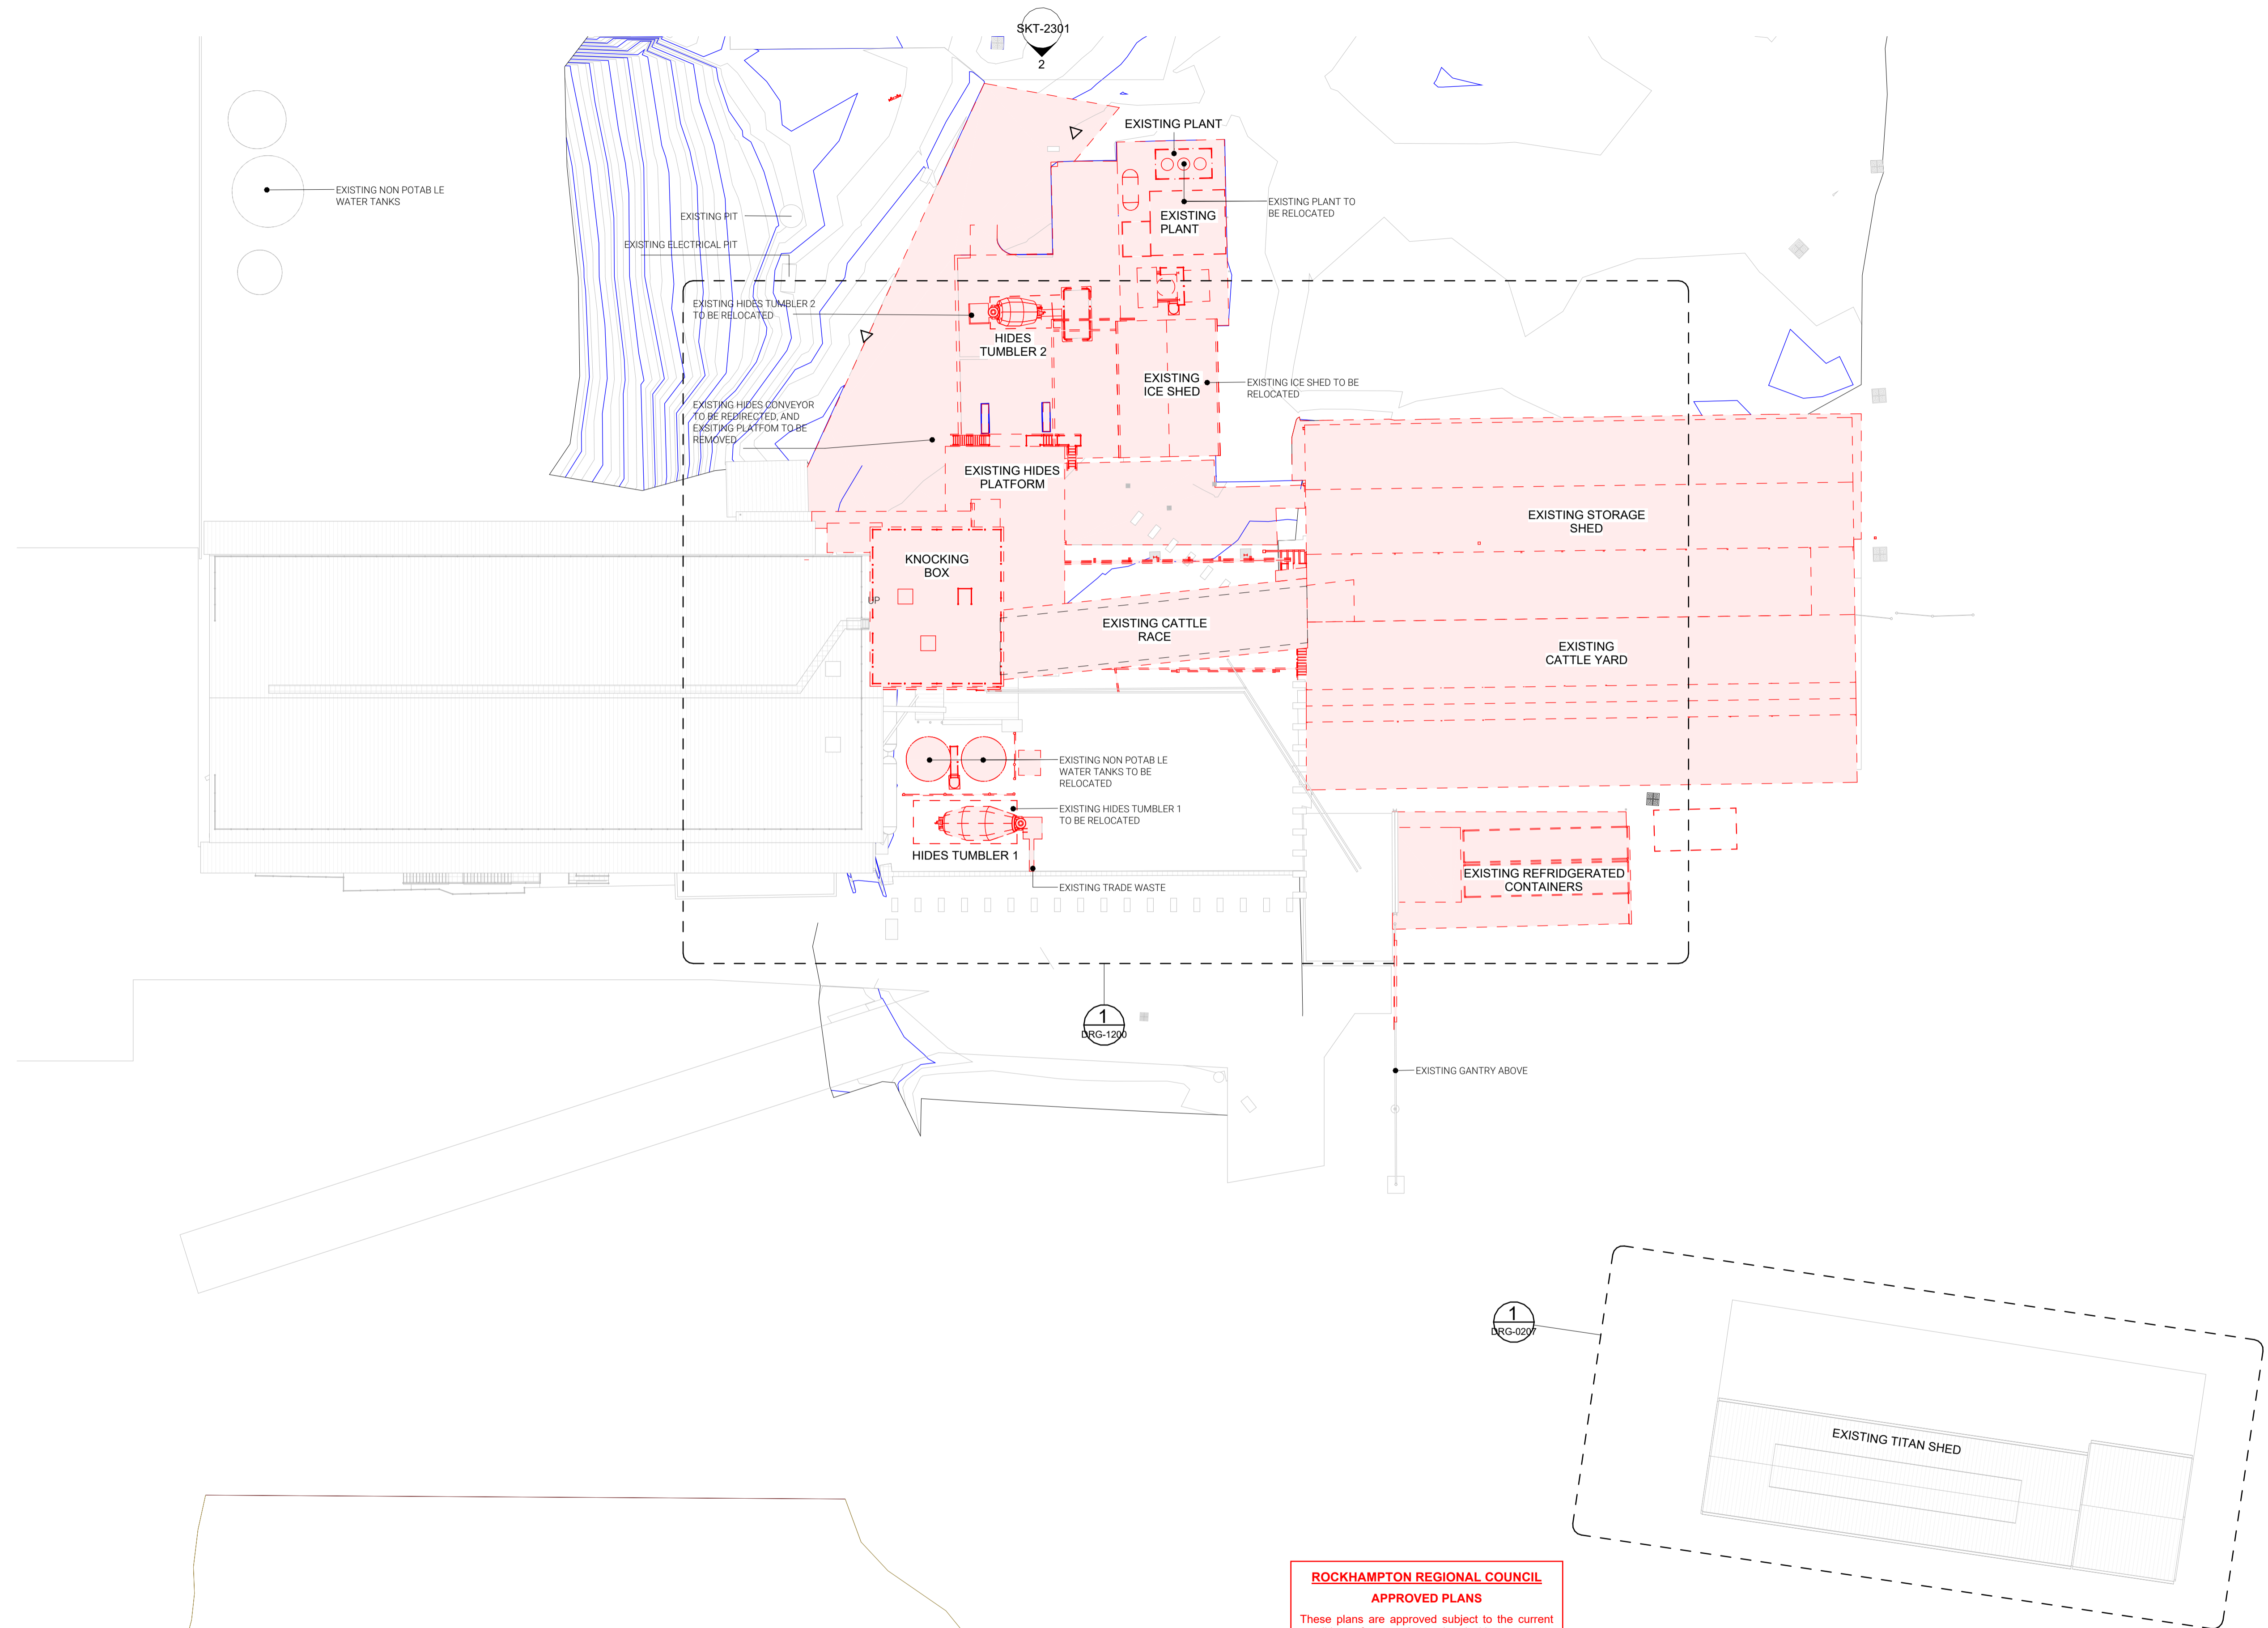 SKT-2301
2
EXISTING PLANT
EXISTING NON POTAB LE
WATER TANKS
EXISTING PLANT TO
BE RELOCATED
EXISTING PIT
EXISTING
PLANT
EXISTING ELECTRICAL PIT
EXISTING HIDES TUMBLER 2
TO BE RELOCATED
HIDES
TUMBLER 2
EXISTING
ICE SHED
EXISTING ICE SHED TO BE
RELOCATED
EXISTING HIDES CONVEYOR
TO BE REDIRECTED, AND
EXSITING PLATFOM TO BE
REMOVED
EXISTING HIDES
PLATFORM
EXISTING STORAGE
SHED
KNOCKING
BOX
UP
EXISTING CATTLE
RACE
EXISTING
CATTLE YARD
EXISTING NON POTAB LE
WATER TANKS TO BE
RELOCATED
EXISTING HIDES TUMBLER 1
TO BE RELOCATED
HIDES TUMBLER 1
EXISTING REFRIDGERATED
CONTAINERS
EXISTING TRADE WASTE
1
DRG-1200
EXISTING GANTRY ABOVE
1
DRG-0207
EXISTING TITAN SHED
ROCKHAMPTON REGIONAL COUNCIL
APPROVED PLANS
These plans are approved subject to the current